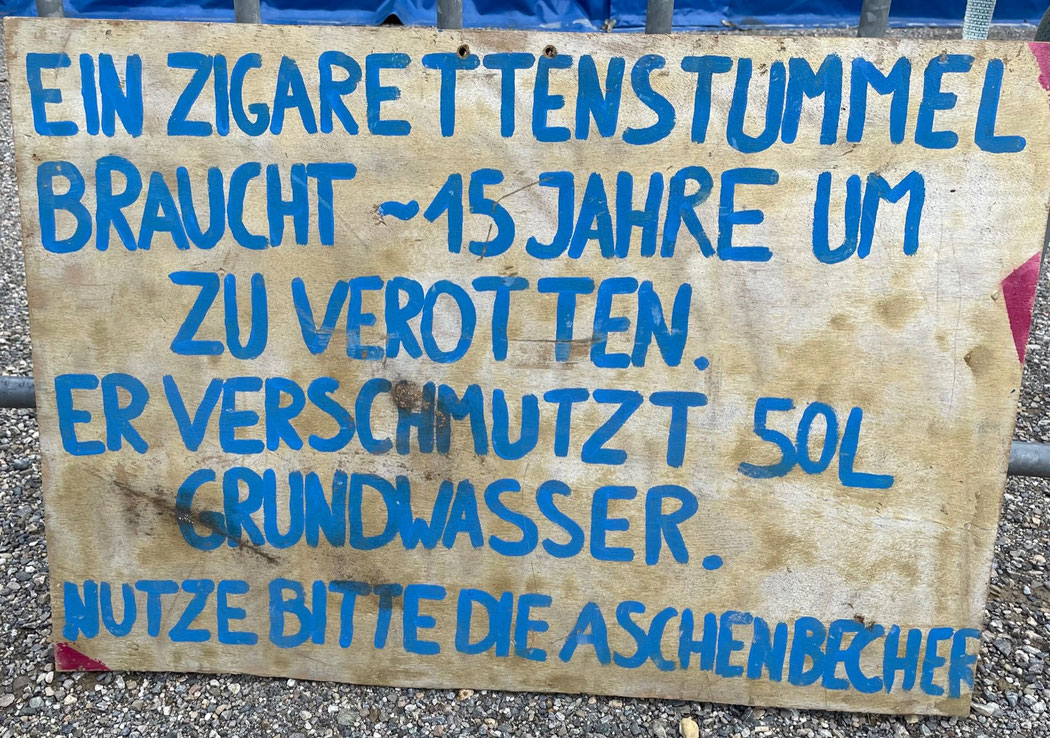 EIN ZIGARETTENSTUMMEL
BRAUCHT ~15 JAHRE UM
ZU VEROTTEN.
ER VERSCHMUTZT 50L
GRUNDWASSER.
NUTZE BITTE DIE ASCHENBECHER